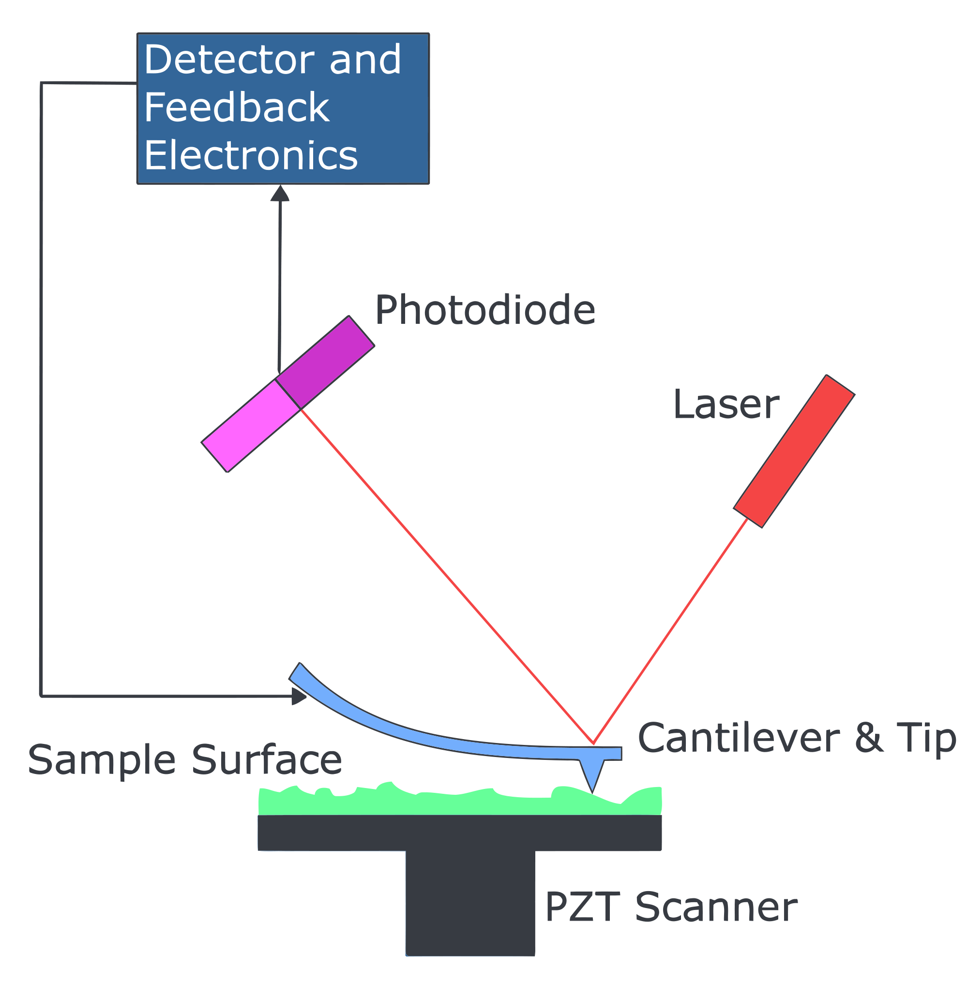 Detector and
Feedback
Electronics
Photodiode
Laser
Cantilever & Tip
Sample Surface
PZT Scanner